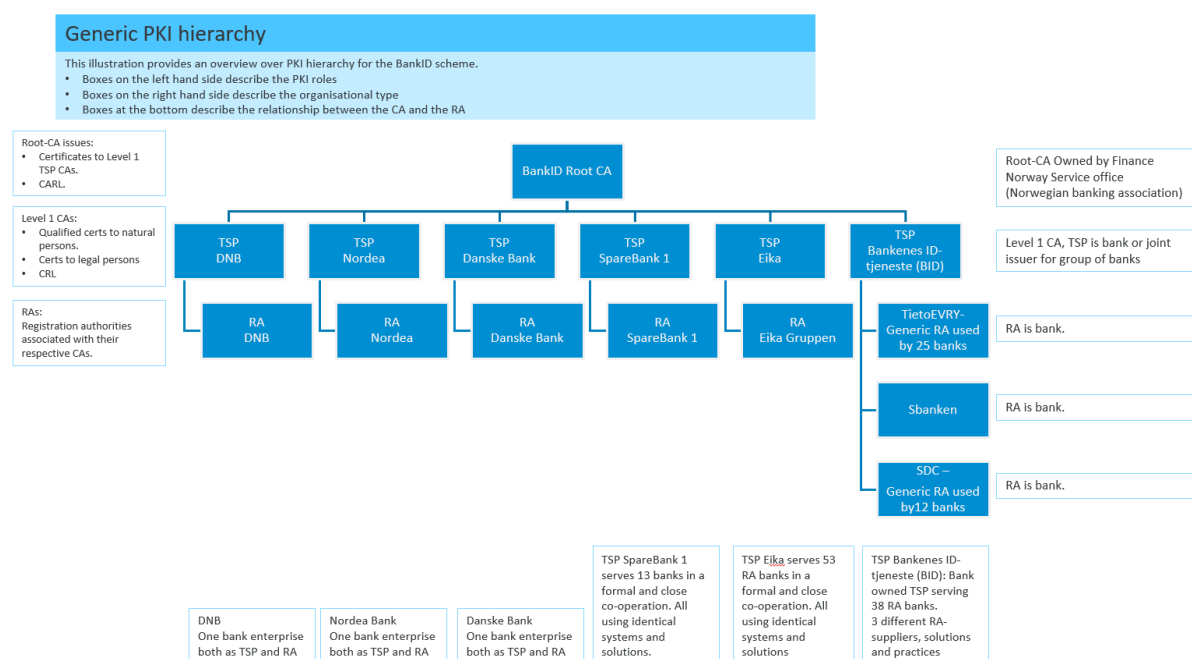 Generic PKI hierarchy
This illustration provides an overview over PKI hierarchy for the BankID scheme.
• Boxes on the left hand side describe the PKI roles
• Boxes on the right hand side describe the organisational type
• Boxes at the bottom describe the relationship between the CA and the RA
Root-CA issues:
• Certificates to Level 1
TSP CAs.
• CARL.
BankID Root CA
Root-CA Owned by Finance
Norway Service office
(Norwegian banking association)
Level 1 CAs:
• Qualified certs to natural
persons.
• Certs to legal persons
• CRL
TSP
DNB
TSP
Nordea
TSP
Danske Bank
TSP
SpareBank 1
TSP
Eika
TSP
Bankenes ID-
tjeneste (BID)
Level 1 CA, TSP is bank or joint
issuer for group of banks
RAs:
Registration authorities
associated with their
respective CAs.
RA
DNB
RA
Nordea
RA
Danske Bank
RA
SpareBank 1
RA
Eika Gruppen
TietoEVRY-
Generic RA used
by 25 banks
RA is bank.
Sbanken
RA is bank.
SDC –
Generic RA used
by12 banks
RA is bank.
DNB
One bank enterprise
both as TSP and RA
Nordea Bank
One bank enterprise
both as TSP and RA
Danske Bank
One bank enterprise
both as TSP and RA
TSP SpareBank 1
serves 13 banks in a
formal and close
co-operation. All
using identical
systems and
solutions.
TSP Eika serves 53
RA banks in a
formal and close
co-operation. All
using identical
systems and
solutions
TSP Bankenes ID-
tjeneste (BID): Bank
owned TSP serving
38 RA banks.
3 different RA-
suppliers, solutions
and practices